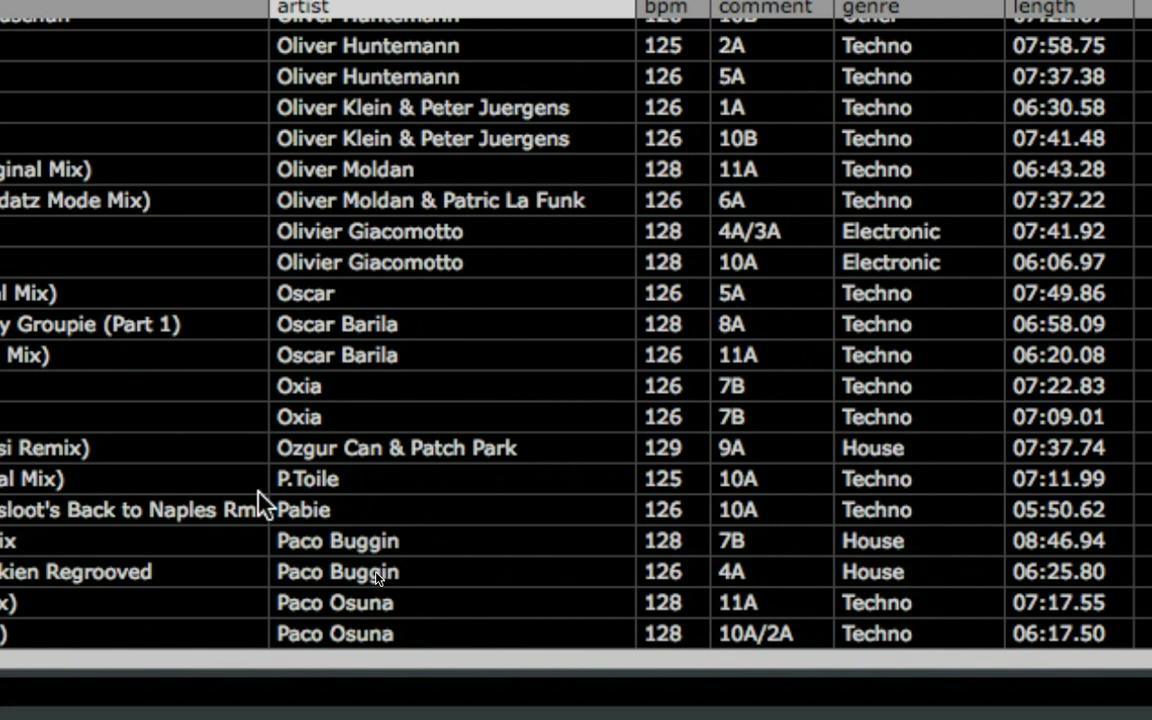 artist bpm comment genre length
Oliver Huntemann 125 2A Techno 07:58.75
Oliver Huntemann 126 5A Techno 07:37.38
Oliver Klein & Peter Juergens 126 1A Techno 06:30.58
Oliver Klein & Peter Juergens 126 10B Techno 07:41.48
ginal Mix) Oliver Moldan 128 11A Techno 06:43.28
datz Mode Mix) Oliver Moldan & Patric La Funk 126 6A Techno 07:37.22
Olivier Giacomotto 128 4A/3A Electronic 07:41.92
Olivier Giacomotto 128 10A Electronic 06:06.97
l Mix) Oscar 126 5A Techno 07:49.86
y Groupie (Part 1) Oscar Barila 128 8A Techno 06:58.09
Mix) Oscar Barila 126 11A Techno 06:20.08
Oxia 126 7B Techno 07:22.83
Oxia 126 7B Techno 07:09.01
si Remix) Ozgur Can & Patch Park 129 9A House 07:37.74
al Mix) P.Toile 125 10A Techno 07:11.99
sloot's Back to Naples Rm Pabie 126 10A Techno 05:50.62
ix Paco Buggin 128 7B House 08:46.94
kien Regrooved Paco Buggin 126 4A House 06:25.80
x) Paco Osuna 128 11A Techno 07:17.55
) Paco Osuna 128 10A/2A Techno 06:17.50